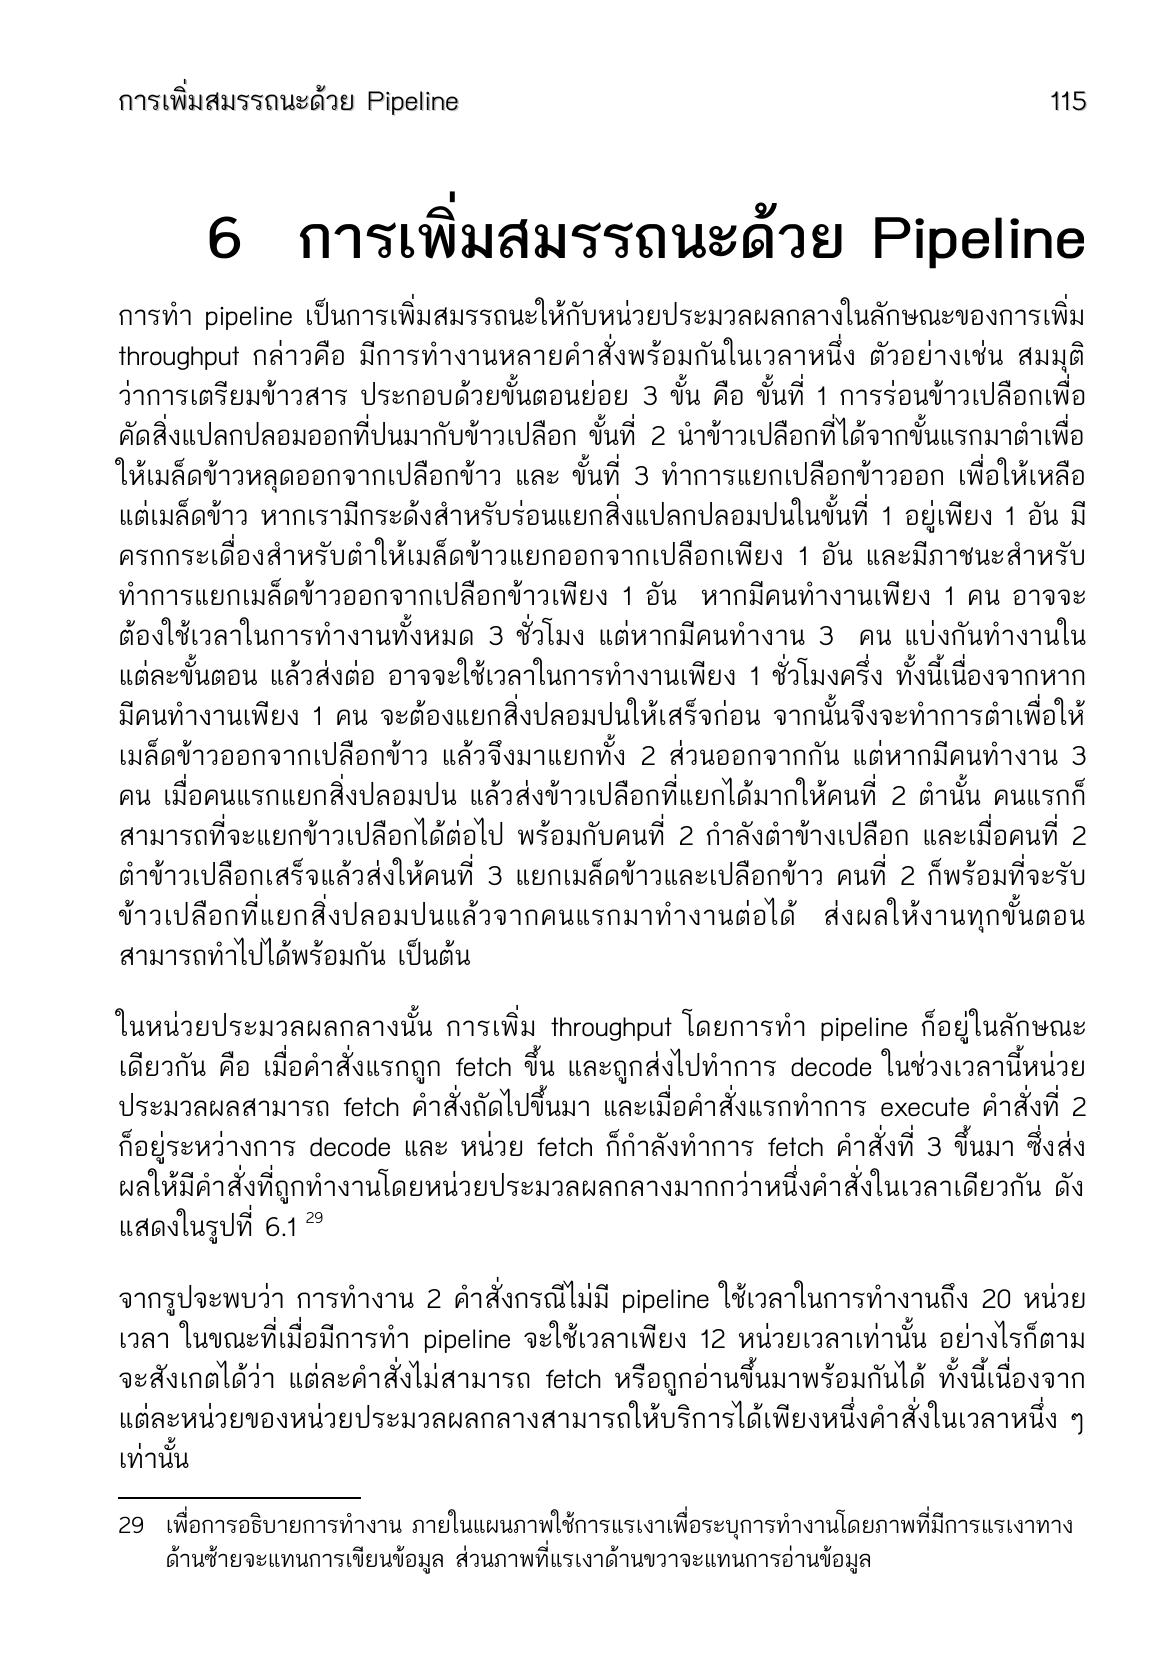 การเพิ่มสมรรถนะด้วย Pipeline 115
6 การเพิ่มสมรรถนะด้วย Pipeline
การทำ pipeline เป็นการเพิ่มสมรรถนะให้กับหน่วยประมวลผลกลางในลักษณะของการเพิ่ม
throughput กล่าวคือ มีการทำงานหลายคำสั่งพร้อมกันในเวลาหนึ่ง ตัวอย่างเช่น สมมุติ
ว่าการเตรียมข้าวสาร ประกอบด้วยขั้นตอนย่อย 3 ขั้น คือ ขั้นที่ 1 การร่อนข้าวเปลือกเพื่อ
คัดสิ่งแปลกปลอมออกที่ปนมากับข้าวเปลือก ขั้นที่ 2 นำข้าวเปลือกที่ได้จากขั้นแรกมาตำเพื่อ
ให้เมล็ดข้าวหลุดออกจากเปลือกข้าว และ ขั้นที่ 3 ทำการแยกเปลือกข้าวออก เพื่อให้เหลือ
แต่เมล็ดข้าว หากเรามีกระด้งสำหรับร่อนแยกสิ่งแปลกปลอมปนในขั้นที่ 1 อยู่เพียง 1 อัน มี
ครกกระเดื่องสำหรับตำให้เมล็ดข้าวแยกออกจากเปลือกเพียง 1 อัน และมีภาชนะสำหรับ
ทำการแยกเมล็ดข้าวออกจากเปลือกข้าวเพียง 1 อัน หากมีคนทำงานเพียง 1 คน อาจจะ
ต้องใช้เวลาในการทำงานทั้งหมด 3 ชั่วโมง แต่หากมีคนทำงาน 3 คน แบ่งกันทำงานใน
แต่ละขั้นตอน แล้วส่งต่อ อาจจะใช้เวลาในการทำงานเพียง 1 ชั่วโมงครึ่ง ทั้งนี้เนื่องจากหาก
มีคนทำงานเพียง 1 คน จะต้องแยกสิ่งปลอมปนให้เสร็จก่อน จากนั้นจึงจะทำการตำเพื่อให้
เมล็ดข้าวออกจากเปลือกข้าว แล้วจึงมาแยกทั้ง 2 ส่วนออกจากกัน แต่หากมีคนทำงาน 3
คน เมื่อคนแรกแยกสิ่งปลอมปน แล้วส่งข้าวเปลือกที่แยกได้มากให้คนที่ 2 ตำนั้น คนแรกก็
สามารถที่จะแยกข้าวเปลือกได้ต่อไป พร้อมกับคนที่ 2 กำลังตำข้างเปลือก และเมื่อคนที่ 2
ตำข้าวเปลือกเสร็จแล้วส่งให้คนที่ 3 แยกเมล็ดข้าวและเปลือกข้าว คนที่ 2 ก็พร้อมที่จะรับ
ข้าวเปลือกที่แยกสิ่งปลอมปนแล้วจากคนแรกมาทำงานต่อได้ ส่งผลให้งานทุกขั้นตอน
สามารถทำไปได้พร้อมกัน เป็นต้น
ในหน่วยประมวลผลกลางนั้น การเพิ่ม throughput โดยการทำ pipeline ก็อยู่ในลักษณะ
เดียวกัน คือ เมื่อคำสั่งแรกถูก fetch ขึ้น และถูกส่งไปทำการ decode ในช่วงเวลานี้หน่วย
ประมวลผลสามารถ fetch คำสั่งถัดไปขึ้นมา และเมื่อคำสั่งแรกทำการ execute คำสั่งที่ 2
ก็อยู่ระหว่างการ decode และ หน่วย fetch ก็กำลังทำการ fetch คำสั่งที่ 3 ขึ้นมา ซึ่งส่ง
ผลให้มีคำสั่งที่ถูกทำงานโดยหน่วยประมวลผลกลางมากกว่าหนึ่งคำสั่งในเวลาเดียวกัน ดัง
แสดงในรูปที่ 6.1 29
จากรูปจะพบว่า การทำงาน 2 คำสั่งกรณีไม่มี pipeline ใช้เวลาในการทำงานถึง 20 หน่วย
เวลา ในขณะที่เมื่อมีการทำ pipeline จะใช้เวลาเพียง 12 หน่วยเวลาเท่านั้น อย่างไรก็ตาม
จะสังเกตได้ว่า แต่ละคำสั่งไม่สามารถ fetch หรือถูกอ่านขึ้นมาพร้อมกันได้ ทั้งนี้เนื่องจาก
แต่ละหน่วยของหน่วยประมวลผลกลางสามารถให้บริการได้เพียงหนึ่งคำสั่งในเวลาหนึ่ง ๆ
เท่านั้น
29 เพื่อการอธิบายการทำงาน ภายในแผนภาพใช้การแรเงาเพื่อระบุการทำงานโดยภาพที่มีการแรเงาทาง
ด้านซ้ายจะแทนการเขียนข้อมูล ส่วนภาพที่แรเงาด้านขวาจะแทนการอ่านข้อมูล